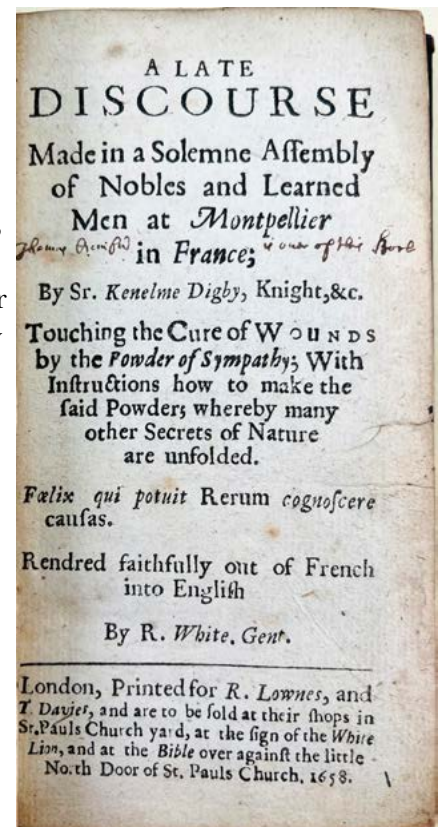 A LATE
DISCOURSE
Made in a Solemne Aſſembly
of Nobles and Learned
Men at Montpellier
in France;
By Sr. Kenelme Digby, Knight,&c.
Touching the Cure of WOUNDS
by the Powder of Sympathy; With
Inſtructions how to make the
ſaid Powder; whereby many
other Secrets of Nature
are unfolded.
Fœlix qui potuit Rerum cognoſcere
cauſas.
Rendred faithfully out of French
into Engliſh
By R. White. Gent.
London, Printed for R. Lownes, and
T. Davies, and are to be ſold at their ſhops in
St.Pauls Church yard, at the ſign of the White
Lion, and at the Bible over againſt the little
North Door of St. Pauls Church. 1658.